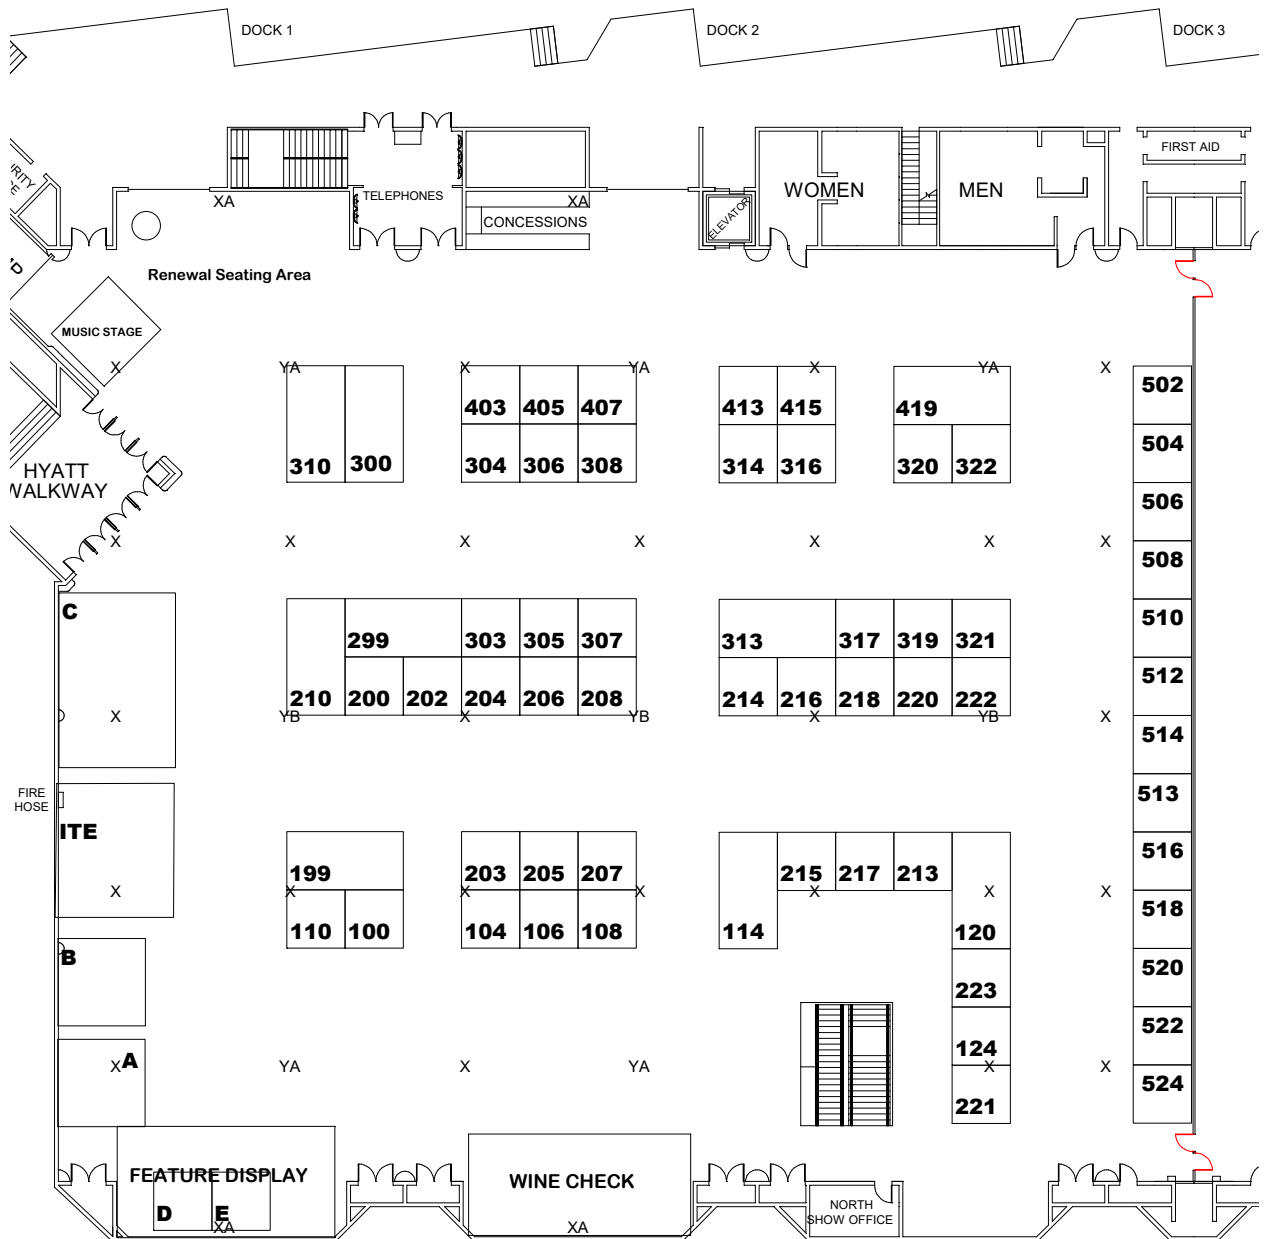 DOCK 1
DOCK 2
DOCK 3
FIRST AID
WOMEN
MEN
TELEPHONES
XA
XA
CONCESSIONS
ELEVATOR
Renewal Seating Area
MUSIC STAGE
X
YA
X
YA
X
YA
X
502
403 405 407
413 415
419
504
310 300
304 306 308
314 316
320 322
HYATT
506
X
X
X
X
X
X
X
508
C
299 303 305 307
313 317 319 321
510
210 200 202 204 206 208
214 216 218 220 222
512
X
YB
X
YB
X
YB
X
514
FIRE
HOSE
513
ITE
199
203 205 207
215 217 213
516
X
X
X
X
X
X
X
518
110 100
104 106 108
114
120
B
520
223
522
124
A
X
YA
X
YA
X
X
524
221
FEATURE DISPLAY
WINE CHECK
D E
XA
XA
NORTH
SHOW OFFICE